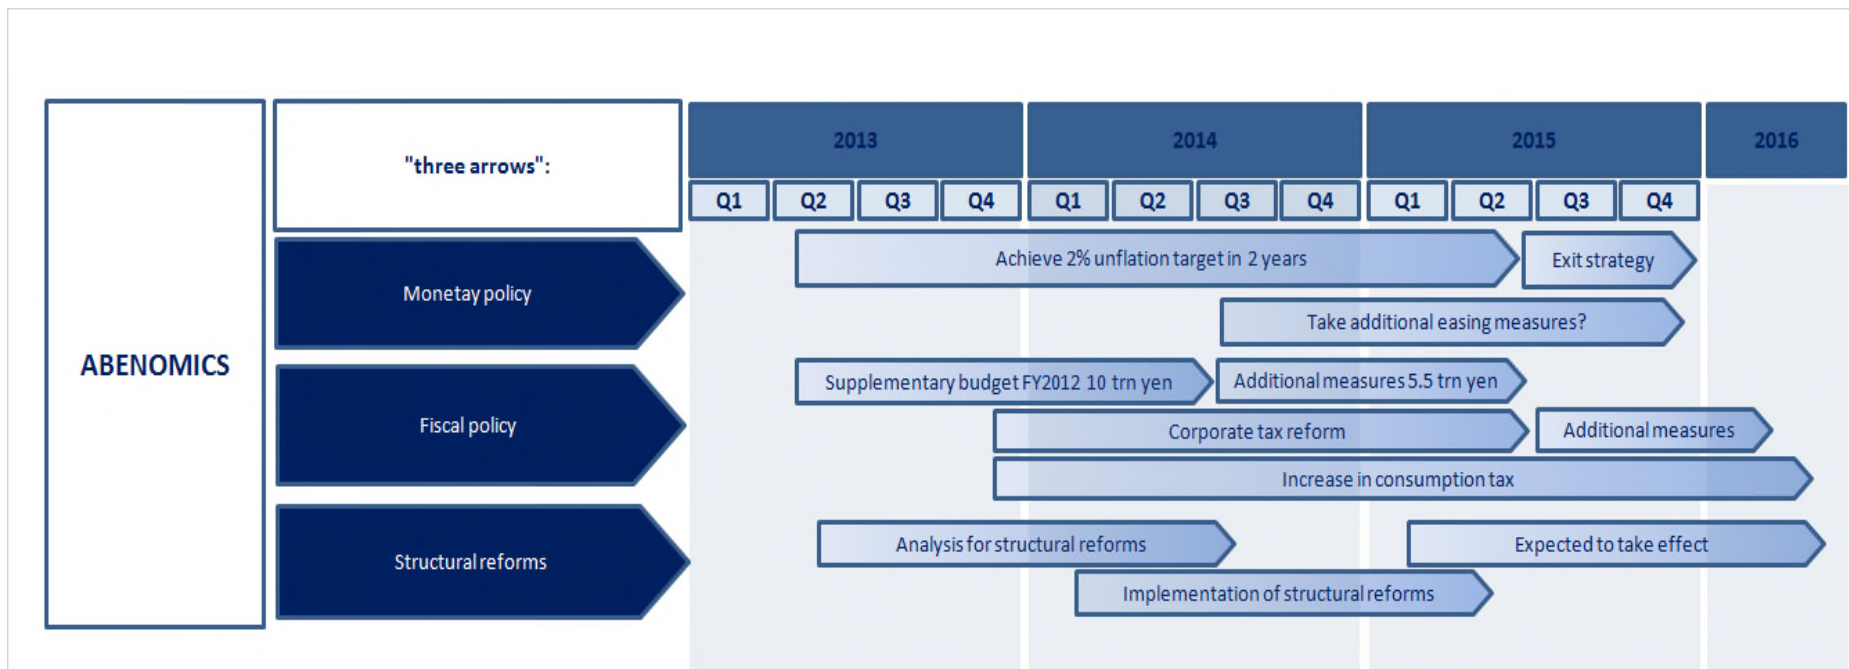 ABENOMICS
"three arrows":
2013
2014
2015
2016
Q1 Q2 Q3 Q4 Q1 Q2 Q3 Q4 Q1 Q2 Q3 Q4
Monetay policy
Achieve 2% unflation target in 2 years
Exit strategy
Take additional easing measures?
Fiscal policy
Supplementary budget FY2012 10 trn yen
Additional measures 5.5 trn yen
Corporate tax reform
Additional measures
Increase in consumption tax
Structural reforms
Analysis for structural reforms
Expected to take effect
Implementation of structural reforms